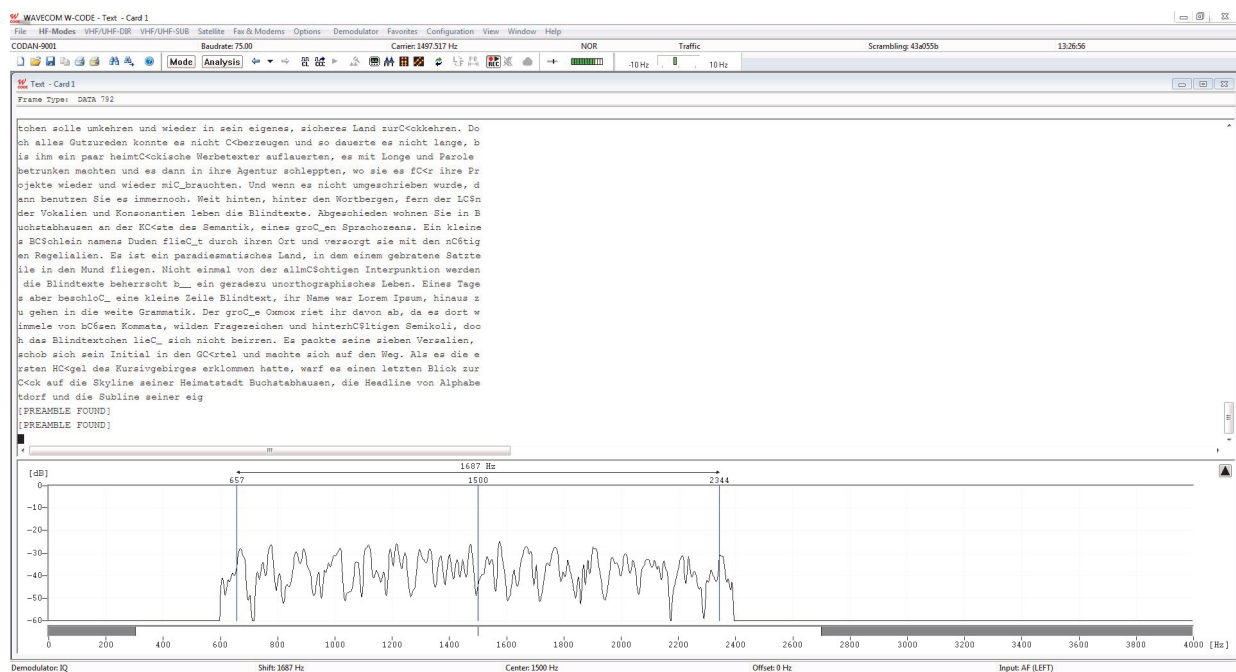 WAVECOM W-CODE - Text - Card 1
File HF-Modes VHF/UHF-DIR VHF/UHF-SUB Satellite Fax & Modems Options Demodulator Favorites Configuration View Window Help
CODAN-9001 Baudrate: 75.00 Carrier: 1497.517 Hz NOR Traffic Scrambling: 43a055b 13:26:56
Mode Analysis REC -10 Hz 10 Hz
Text - Card 1
Frame Type: DATA 792
tchen solle umkehren und wieder in sein eigenes, sicheres Land zurC<ckkehren. Do
ch alles Gutzureden konnte es nicht C<berzeugen und so dauerte es nicht lange, b
is ihm ein paar heimtC<ckische Werbetexter auflauerten, es mit Longe und Parole
betrunken machten und es dann in ihre Agentur schleppten, wo sie es fC<r ihre Pr
ojekte wieder und wieder miC_brauchten. Und wenn es nicht umgeschrieben wurde, d
ann benutzen Sie es immernoch. Weit hinten, hinter den Wortbergen, fern der LC$n
der Vokalien und Konsonantien leben die Blindtexte. Abgeschieden wohnen Sie in B
uchstabhausen an der KC<ste des Semantik, eines groC_en Sprachozeans. Ein kleine
s BC$chlein namens Duden flieC_t durch ihren Ort und versorgt sie mit den nC6tig
en Regelialien. Es ist ein paradiesmatisches Land, in dem einem gebratene Satzte
ile in den Mund fliegen. Nicht einmal von der allmC$chtigen Interpunktion werden
die Blindtexte beherrscht b__ ein geradezu unorthographisches Leben. Eines Tage
s aber beschloC_ eine kleine Zeile Blindtext, ihr Name war Lorem Ipsum, hinaus z
u gehen in die weite Grammatik. Der groC_e Oxmox riet ihr davon ab, da es dort w
immele von bC6sen Kommata, wilden Fragezeichen und hinterhC$ltigen Semikoli, doc
h das Blindtextchen lieC_ sich nicht beirren. Es packte seine sieben Versalien,
schob sich sein Initial in den GC<rtel und machte sich auf den Weg. Als es die e
rsten HC<gel des Kursivgebirges erklommen hatte, warf es einen letzten Blick zur
C<ck auf die Skyline seiner Heimatstadt Buchstabhausen, die Headline von Alphabe
tdorf und die Subline seiner eig
[PREAMBLE FOUND]
[PREAMBLE FOUND]
1687 Hz
[dB] 657 1500 2344
0
-10
-20
-30
-40
-50
-60
0 200 400 600 800 1000 1200 1400 1600 1800 2000 2200 2400 2600 2800 3000 3200 3400 3600 3800 4000 [Hz]
Demodulator: IQ Shift: 1687 Hz Center: 1500 Hz Offset: 0 Hz Input: AF (LEFT)